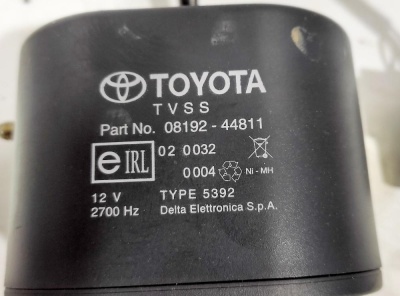 TOYOTA
TVSS
Part No. 08192 - 44811
e IRL 02 0032
0004 Ni - MH
12 V TYPE 5392
2700 Hz Delta Elettronica S.p.A.